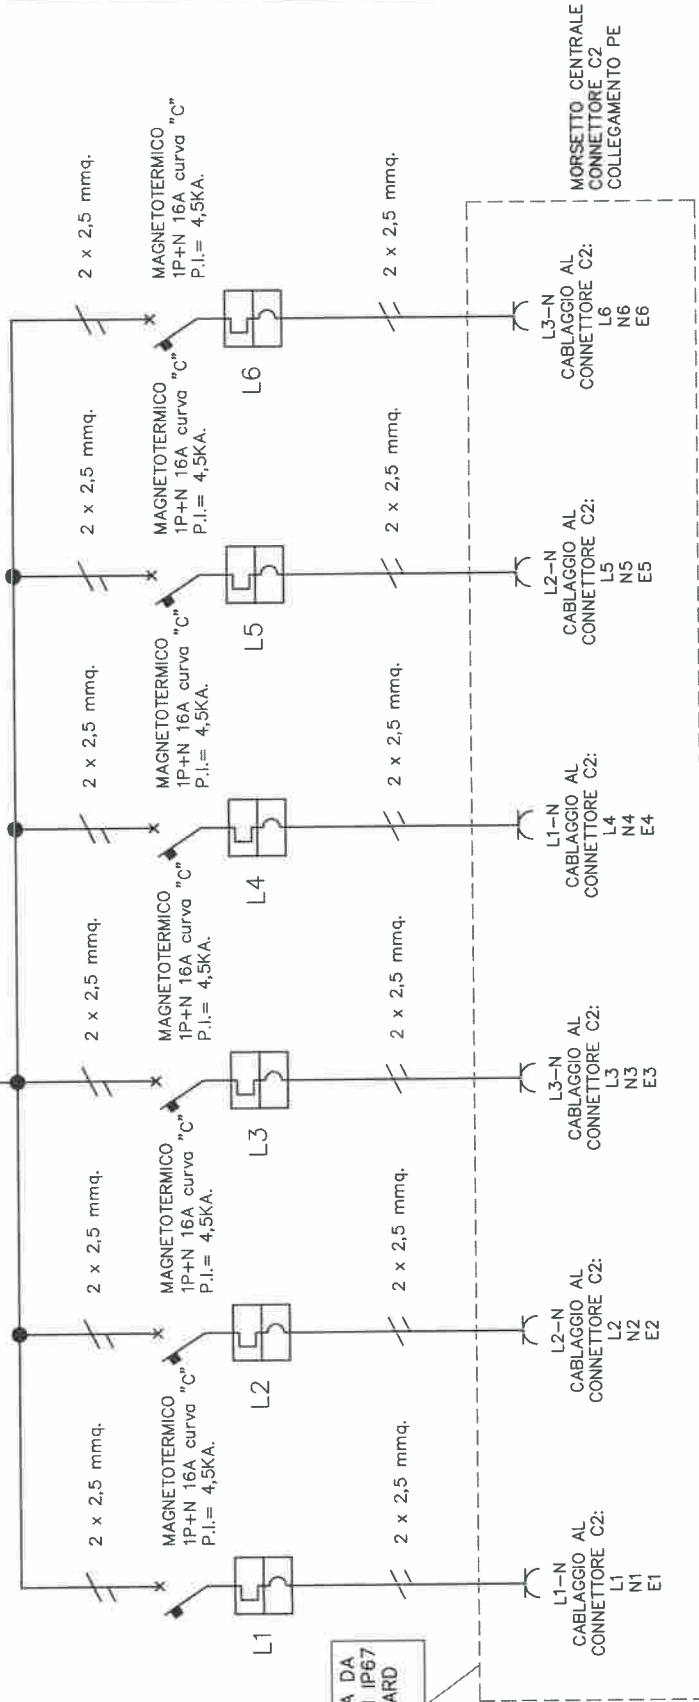 2 x 2,5 mmq.
MAGNETOTERMICO
1P+N 16A curva "C"
P.I.= 4,5KA.
L1
2 x 2,5 mmq.
L1-N
CABLAGGIO AL
CONNETTORE C2:
L1
N1
E1
2 x 2,5 mmq.
MAGNETOTERMICO
1P+N 16A curva "C"
P.I.= 4,5KA.
L2
2 x 2,5 mmq.
L2-N
CABLAGGIO AL
CONNETTORE C2:
L2
N2
E2
2 x 2,5 mmq.
MAGNETOTERMICO
1P+N 16A curva "C"
P.I.= 4,5KA.
L3
2 x 2,5 mmq.
L3-N
CABLAGGIO AL
CONNETTORE C2:
L3
N3
E3
2 x 2,5 mmq.
MAGNETOTERMICO
1P+N 16A curva "C"
P.I.= 4,5KA.
L4
2 x 2,5 mmq.
L1-N
CABLAGGIO AL
CONNETTORE C2:
L4
N4
E4
2 x 2,5 mmq.
MAGNETOTERMICO
1P+N 16A curva "C"
P.I.= 4,5KA.
L5
2 x 2,5 mmq.
L2-N
CABLAGGIO AL
CONNETTORE C2:
L5
N5
E5
2 x 2,5 mmq.
MAGNETOTERMICO
1P+N 16A curva "C"
P.I.= 4,5KA.
L6
2 x 2,5 mmq.
L3-N
CABLAGGIO AL
CONNETTORE C2:
L6
N6
E6
A DA
IP67
ARD
MORSETTO CENTRALE
CONNETTORE C2
COLLEGAMENTO PE